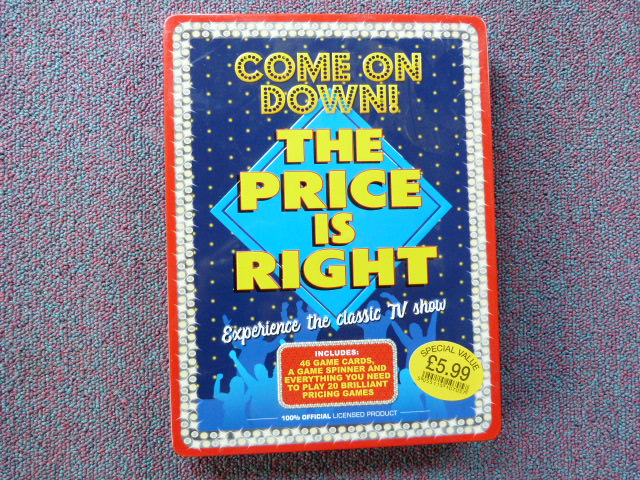 COME ON
DOWN!
THE
PRICE
IS
RIGHT
Experience the classic TV show
INCLUDES:
46 GAME CARDS,
A GAME SPINNER AND
EVERYTHING YOU NEED
TO PLAY 20 BRILLIANT
PRICING GAMES
100% OFFICIAL LICENSED PRODUCT
SPECIAL VALUE
£5.99